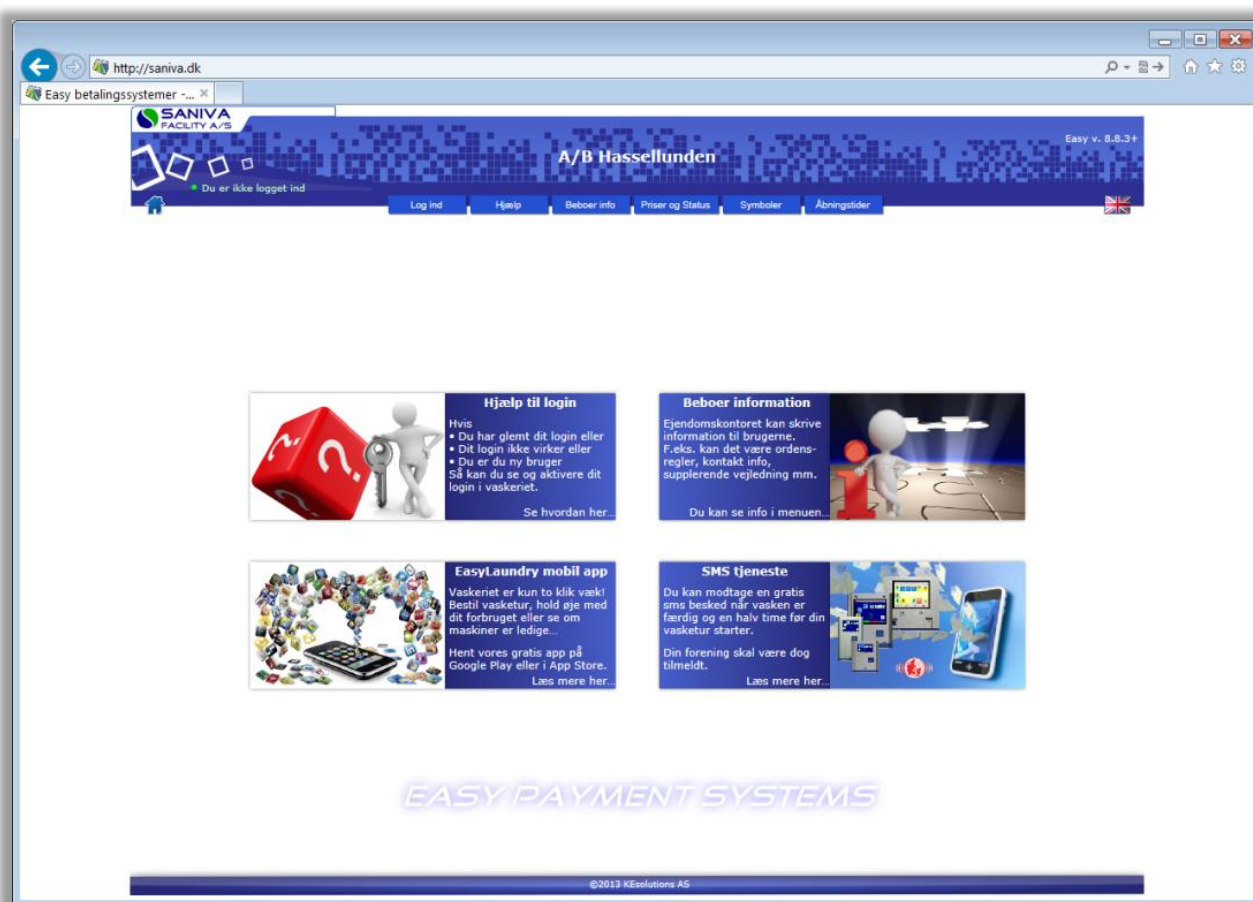 http://saniva.dk
Easy betalingssystemer -...
SANIVA
FACILITY A/S
A/B Hassellunden
Easy v. 8.8.3+
Du er ikke logget ind
Log ind
Hjælp
Beboer info
Priser og Status
Symboler
Åbningstider
Hjælp til login
Hvis
• Du har glemt dit login eller
• Dit login ikke virker eller
• Du er du ny bruger
Så kan du se og aktivere dit
login i vaskeriet.
Se hvordan her...
Beboer information
Ejendomskontoret kan skrive
information til brugerne.
F.eks. kan det være ordens-
regler, kontakt info,
supplerende vejledning mm.
Du kan se info i menuen...
EasyLaundry mobil app
Vaskeriet er kun to klik væk!
Bestil vasketur, hold øje med
dit forbruget eller se om
maskiner er ledige...
Hent vores gratis app på
Google Play eller i App Store.
Læs mere her...
SMS tjeneste
Du kan modtage en gratis
sms besked når vasken er
færdig og en halv time før din
vasketur starter.
Din forening skal være dog
tilmeldt.
Læs mere her...
EASY PAYMENT SYSTEMS
©2013 KEsolutions AS